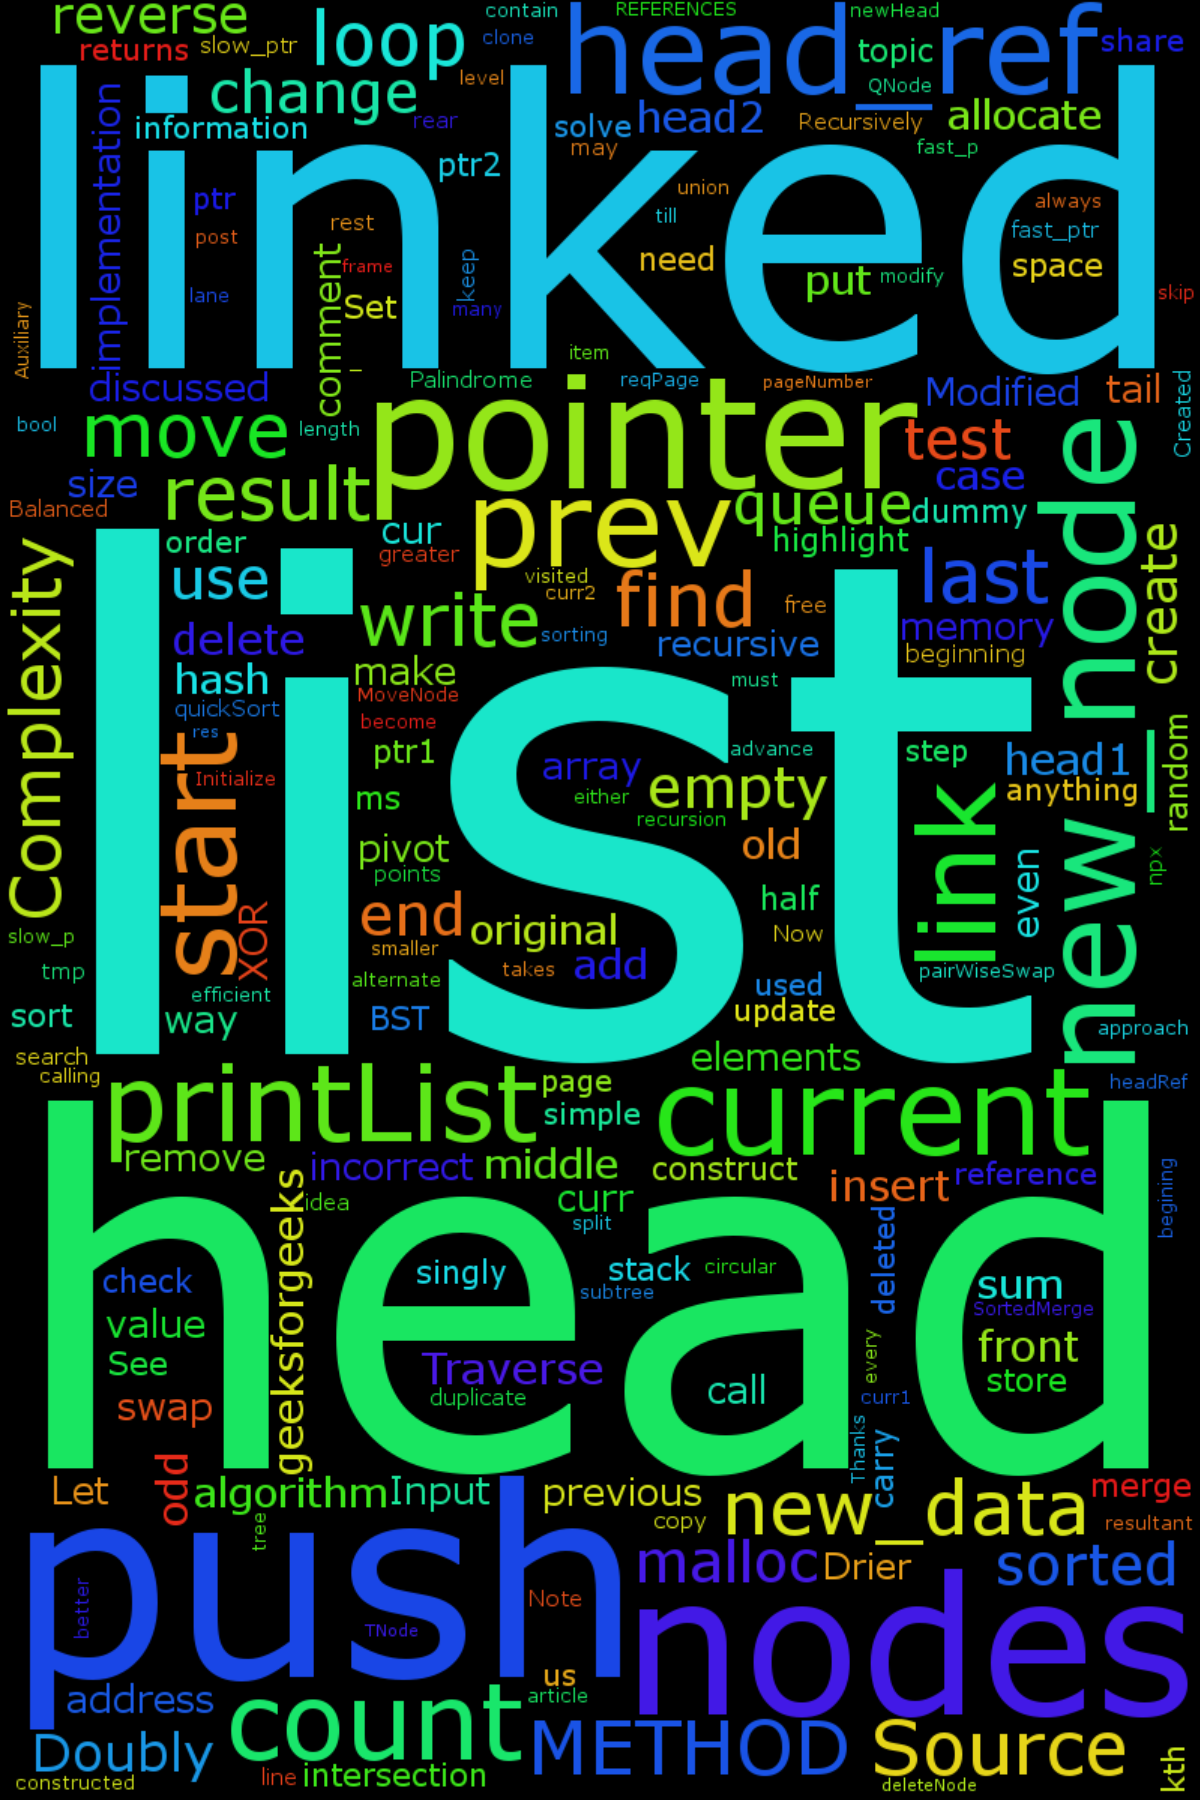 reverse
contain
REFERENCES
newHead
returns
slow_ptr
loop
clone
head_ref
topic
share
QNode
level
change
information
rear
solve
head2
Recursively
allocate
may
fast_p
implementation
linked
ptr2
ptr
union
till
always
post
rest
fast_ptr
frame
keep
need
space
put
modify
lane
Set
many
skip
Auxiliary
comment
item
discussed
Palindrome
reqPage
pageNumber
Modified
tail
Created
bool
move
length
pointer
test
size
result
case
Balanced
prev
queue
dummy
order
cur
highlight
greater
use
visited
curr2
find
free
last
create
write
sorting
delete
recursive
memory
beginning
Complexity
hash
make
must
quickSort
MoveNode
become
res
list
ptr1
advance
step
head1
Initialize
array
anything
random
ms
either
empty
recursion
start
pivot
old
link
new_node
points
even
npx
half
end
original
Now
slow_p
XOR
smaller
takes
add
tmp
alternate
pairWiseSwap
efficient
used
sort
way
BST
update
approach
search
elements
calling
printList
page
current
headRef
simple
remove
incorrect
middle
construct
insert
reference
begining
geeksforgeeks
idea
curr
split
deleted
head
check
singly
stack
circular
sum
subtree
SortedMerge
value
front
See
Traverse
every
store
duplicate
call
curr1
swap
Thanks
carry
Let
odd
algorithm
Input
previous
new_data
merge
copy
resultant
tree
push
malloc
Drier
sorted
better
Note
nodes
TNode
us
address
article
count
METHOD
Source
Doubly
constructed
line
intersection
deleteNode
kth